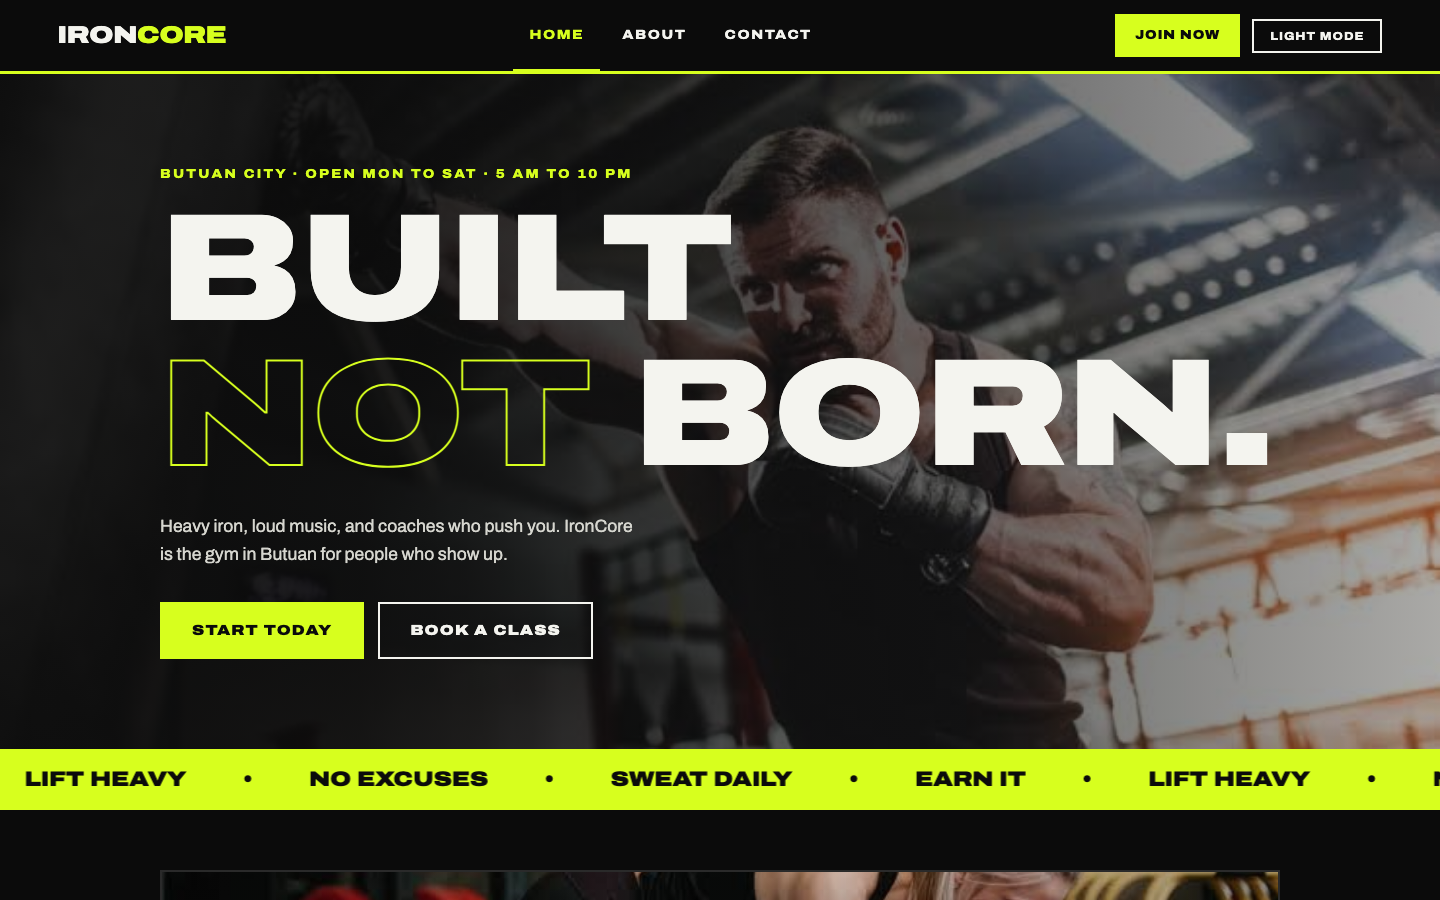 IRONCORE
HOME
ABOUT
CONTACT
JOIN NOW
LIGHT MODE
BUTUAN CITY · OPEN MON TO SAT · 5 AM TO 10 PM
BUILT
NOT BORN.
Heavy iron, loud music, and coaches who push you. IronCore
is the gym in Butuan for people who show up.
START TODAY
BOOK A CLASS
LIFT HEAVY • NO EXCUSES • SWEAT DAILY • EARN IT • LIFT HEAVY •